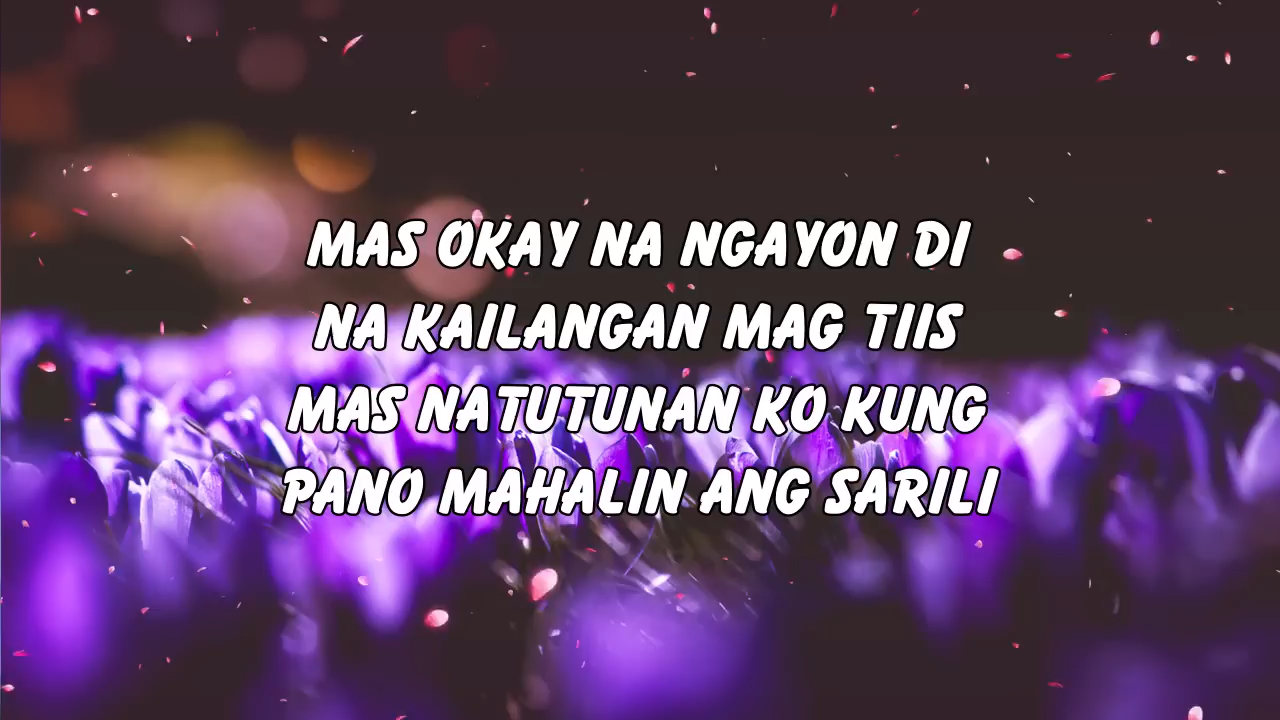 MAS OKAY NA NGAYON DI
NA KAILANGAN MAG TIIS
MAS NATUTUNAN KO KUNG
PANO MAHALIN ANG SARILI